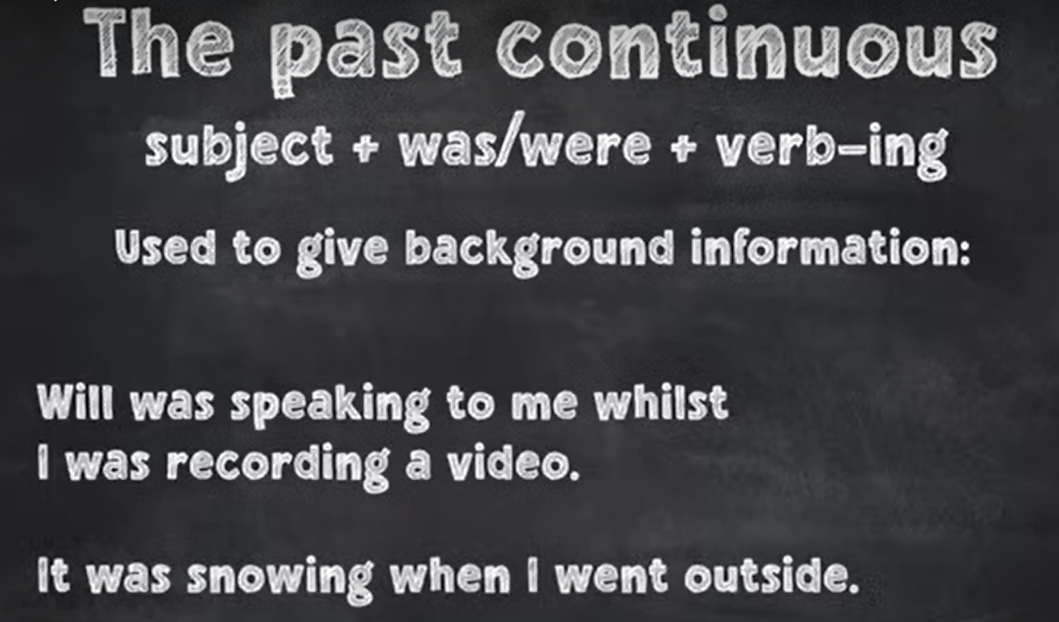 The past continuous
subject + was/were + verb-ing
Used to give background information:
Will was speaking to me whilst
I was recording a video.
It was snowing when I went outside.